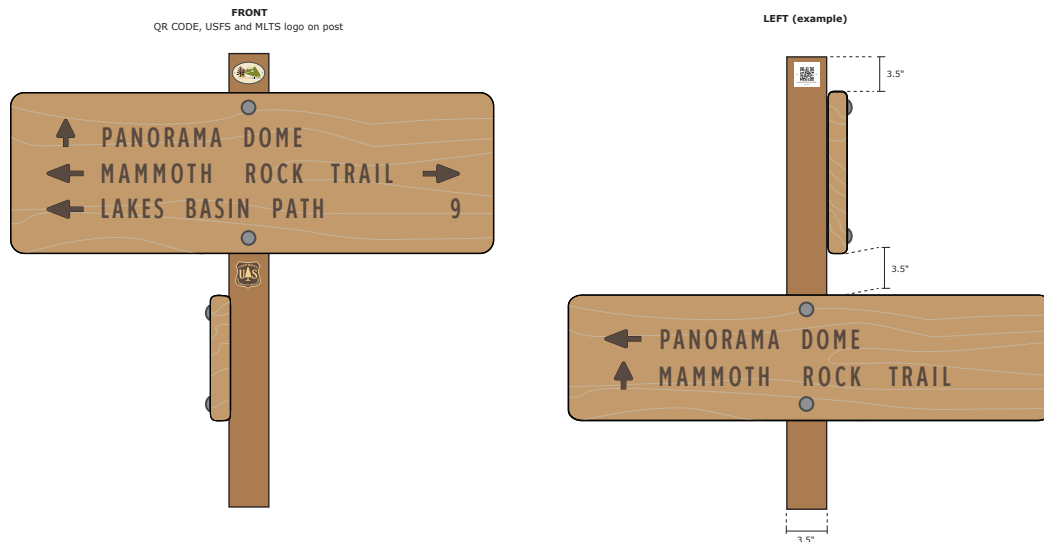 FRONT
QR CODE, USFS and MLTS logo on post
PANORAMA DOME
MAMMOTH ROCK TRAIL
LAKES BASIN PATH 9
U S
LEFT (example)
3.5"
3.5"
PANORAMA DOME
MAMMOTH ROCK TRAIL
3.5"